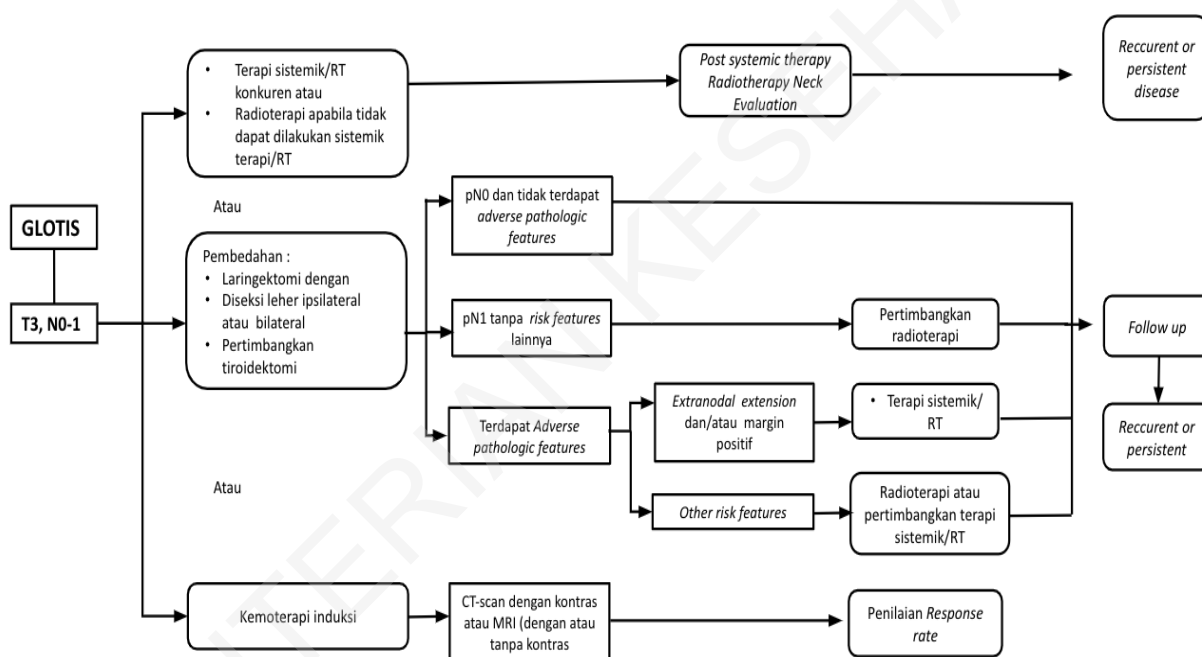 GLOTIS
T3, N0-1
• Terapi sistemik/RT
konkuren atau
• Radioterapi apabila tidak
dapat dilakukan sistemik
terapi/RT
Post systemic therapy
Radiotherapy Neck
Evaluation
Reccurent or
persistent
disease
Atau
Pembedahan :
• Laringektomi dengan
• Diseksi leher ipsilateral
atau bilateral
• Pertimbangkan
tiroidektomi
pN0 dan tidak terdapat
adverse pathologic
features
pN1 tanpa risk features
lainnya
Pertimbangkan
radioterapi
Terdapat Adverse
pathologic features
Extranodal extension
dan/atau margin
positif
• Terapi sistemik/
RT
Other risk features
Radioterapi atau
pertimbangkan terapi
sistemik/RT
Follow up
Reccurent or
persistent
Atau
Kemoterapi induksi
CT-scan dengan kontras
atau MRI (dengan atau
tanpa kontras
Penilaian Response
rate